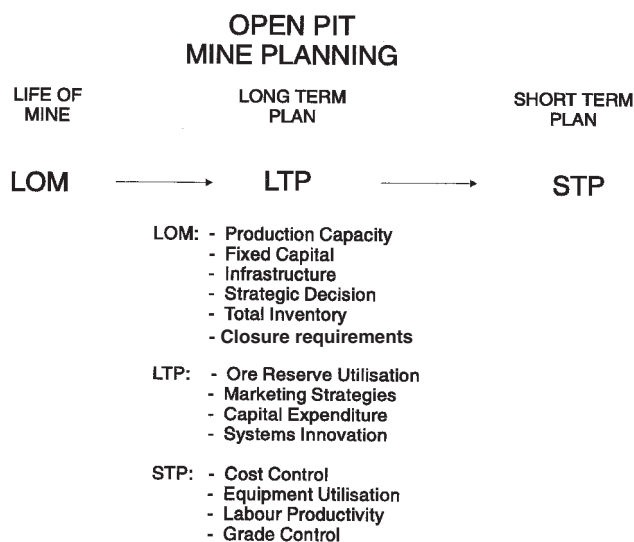 OPEN PIT
MINE PLANNING
LIFE OF
MINE
LONG TERM
PLAN
SHORT TERM
PLAN
LOM
LTP
STP
LOM: - Production Capacity
- Fixed Capital
- Infrastructure
- Strategic Decision
- Total Inventory
- Closure requirements
LTP: - Ore Reserve Utilisation
- Marketing Strategies
- Capital Expenditure
- Systems Innovation
STP: - Cost Control
- Equipment Utilisation
- Labour Productivity
- Grade Control